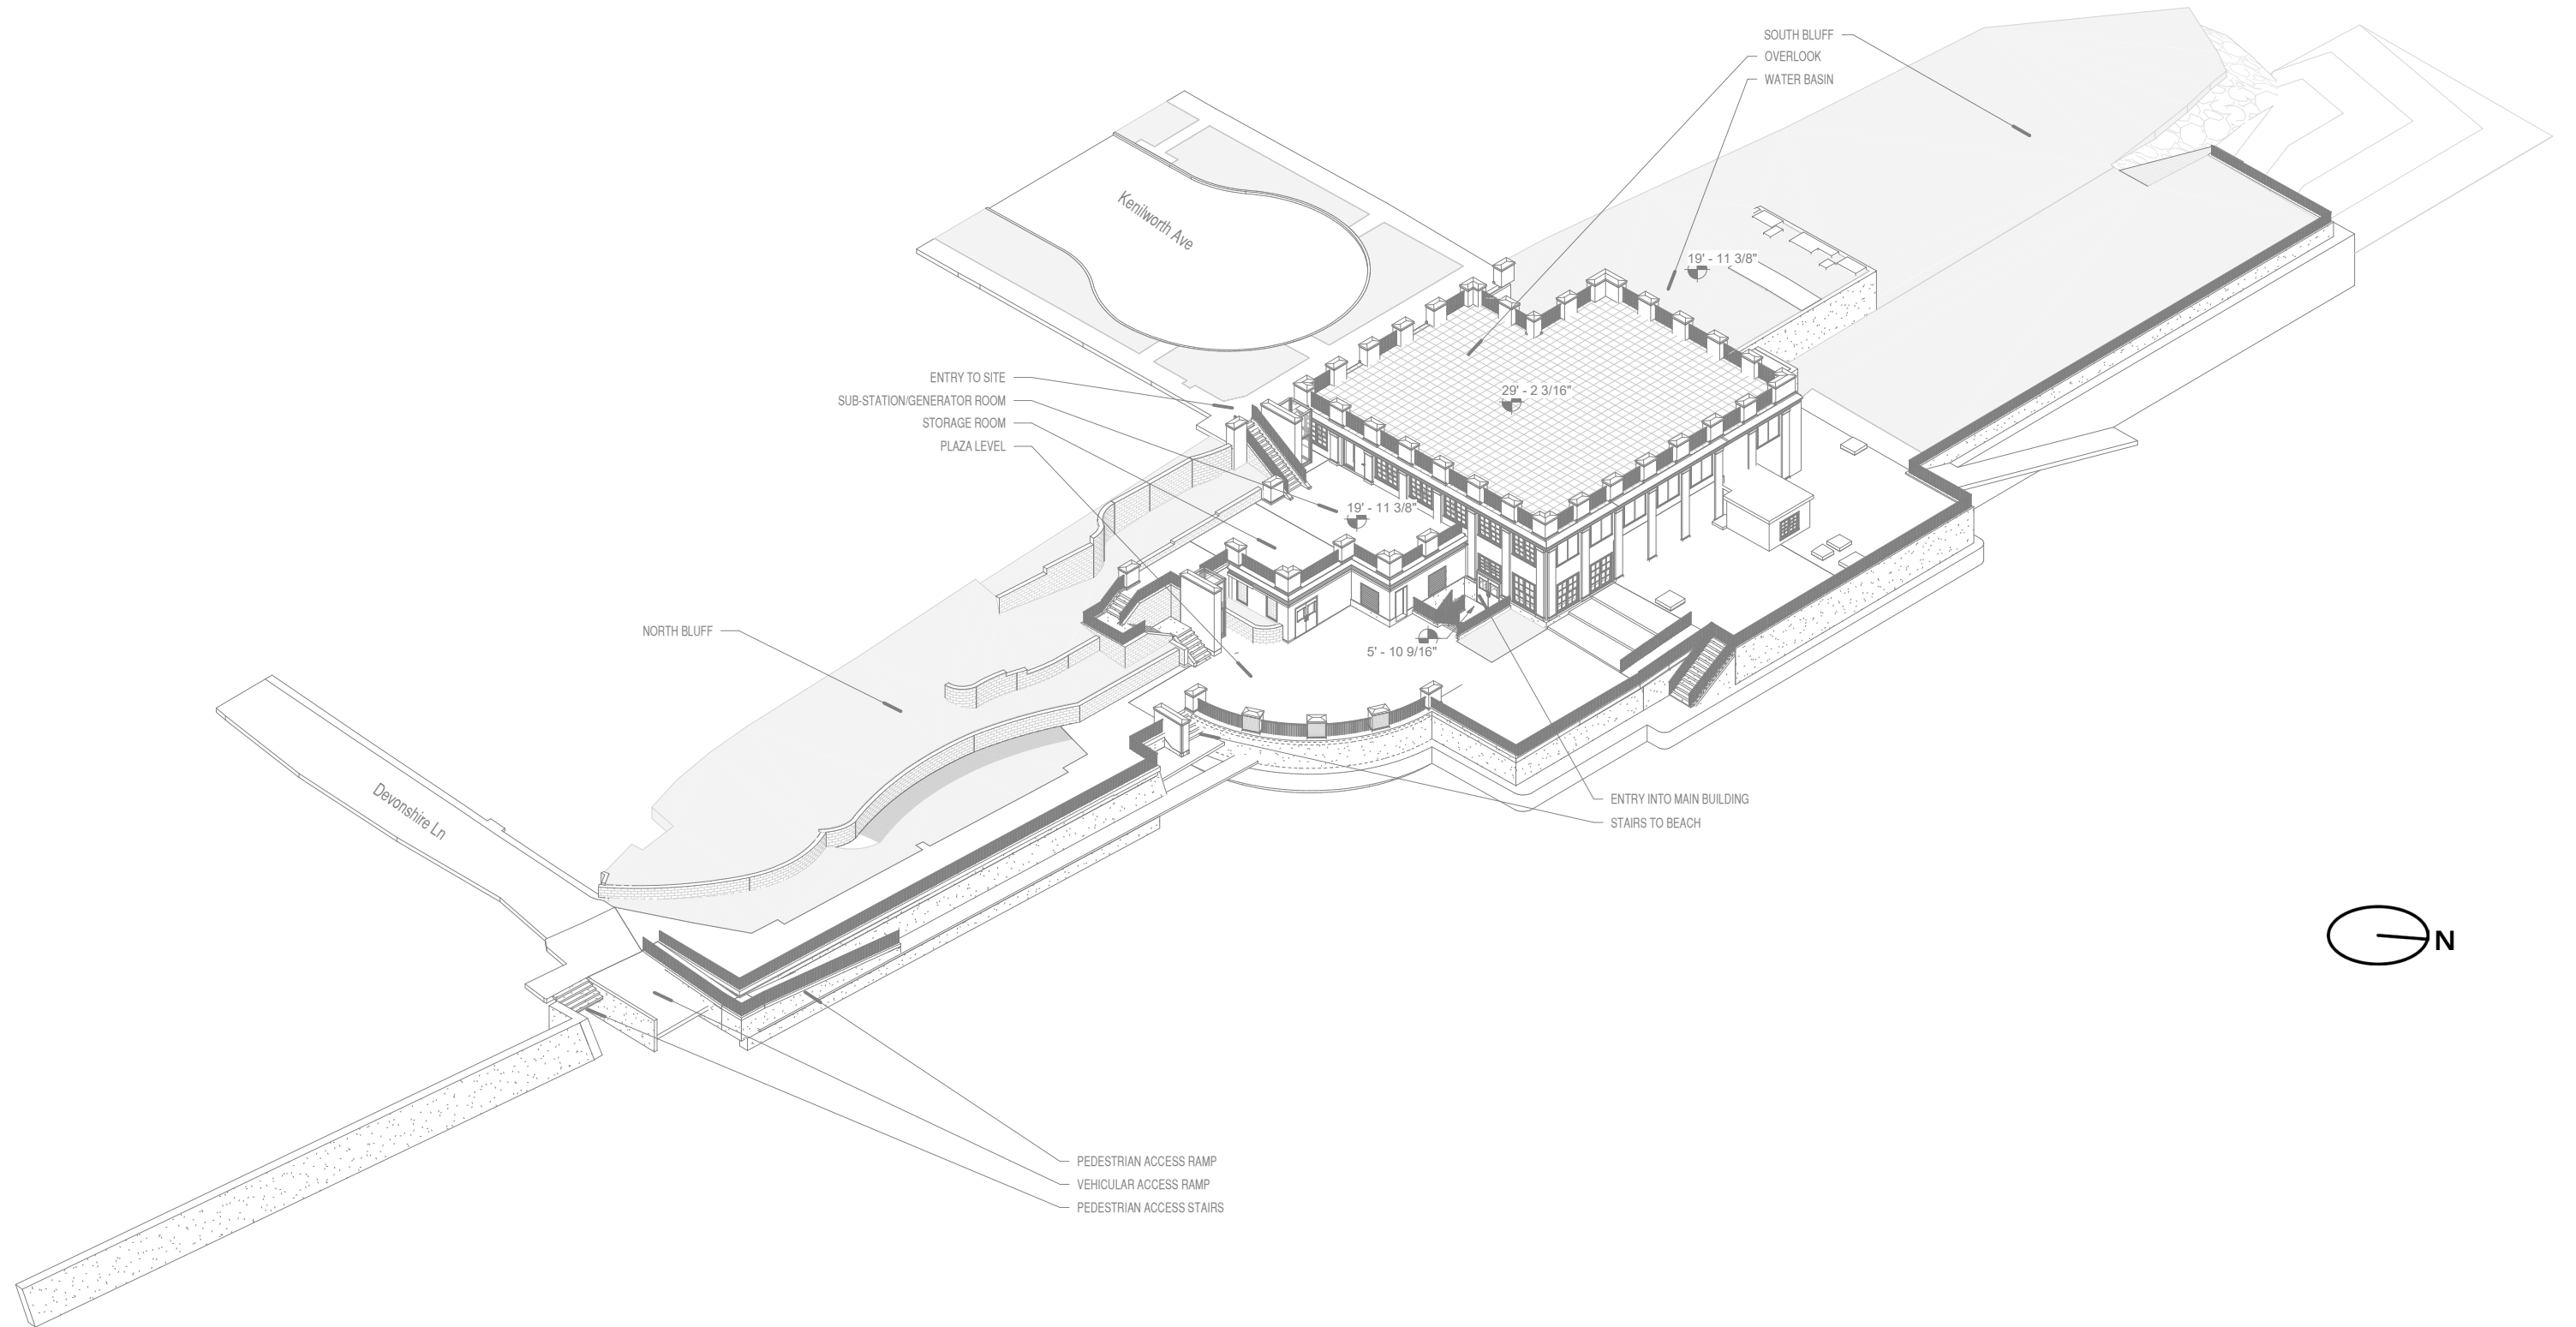 SOUTH BLUFF
OVERLOOK
WATER BASIN
Kenilworth Ave
19' - 11 3/8"
ENTRY TO SITE
SUB-STATION/GENERATOR ROOM
STORAGE ROOM
PLAZA LEVEL
29' - 2 3/16"
19' - 11 3/8"
NORTH BLUFF
5' - 10 9/16"
Devonshire Ln
ENTRY INTO MAIN BUILDING
STAIRS TO BEACH
N
PEDESTRIAN ACCESS RAMP
VEHICULAR ACCESS RAMP
PEDESTRIAN ACCESS STAIRS